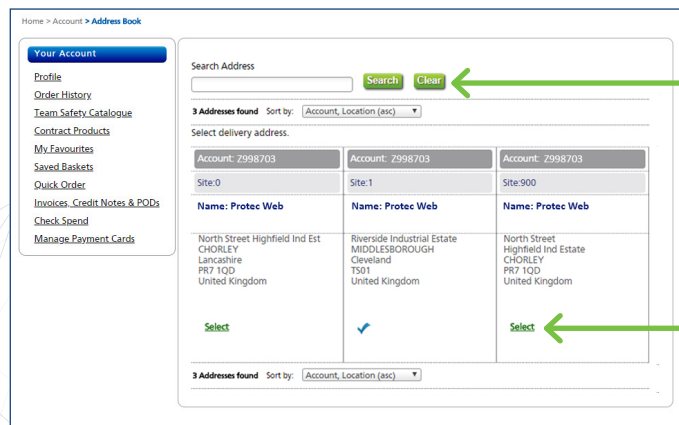 Home > Account > Address Book
Your Account
Profile
Order History
Team Safety Catalogue
Contract Products
My Favourites
Saved Baskets
Quick Order
Invoices, Credit Notes & PODs
Check Spend
Manage Payment Cards
Search Address
Search Clear
3 Addresses found Sort by: Account, Location (asc)
Select delivery address.
Account: Z998703
Site:0
Name: Protec Web
North Street Highfield Ind Est
CHORLEY
Lancashire
PR7 1QD
United Kingdom
Select
Account: Z998703
Site:1
Name: Protec Web
Riverside Industrial Estate
MIDDLESBOROUGH
Cleveland
TS01
United Kingdom
Account: Z998703
Site:900
Name: Protec Web
North Street
Highfield Ind Estate
CHORLEY
PR7 1QD
United Kingdom
Select
3 Addresses found Sort by: Account, Location (asc)